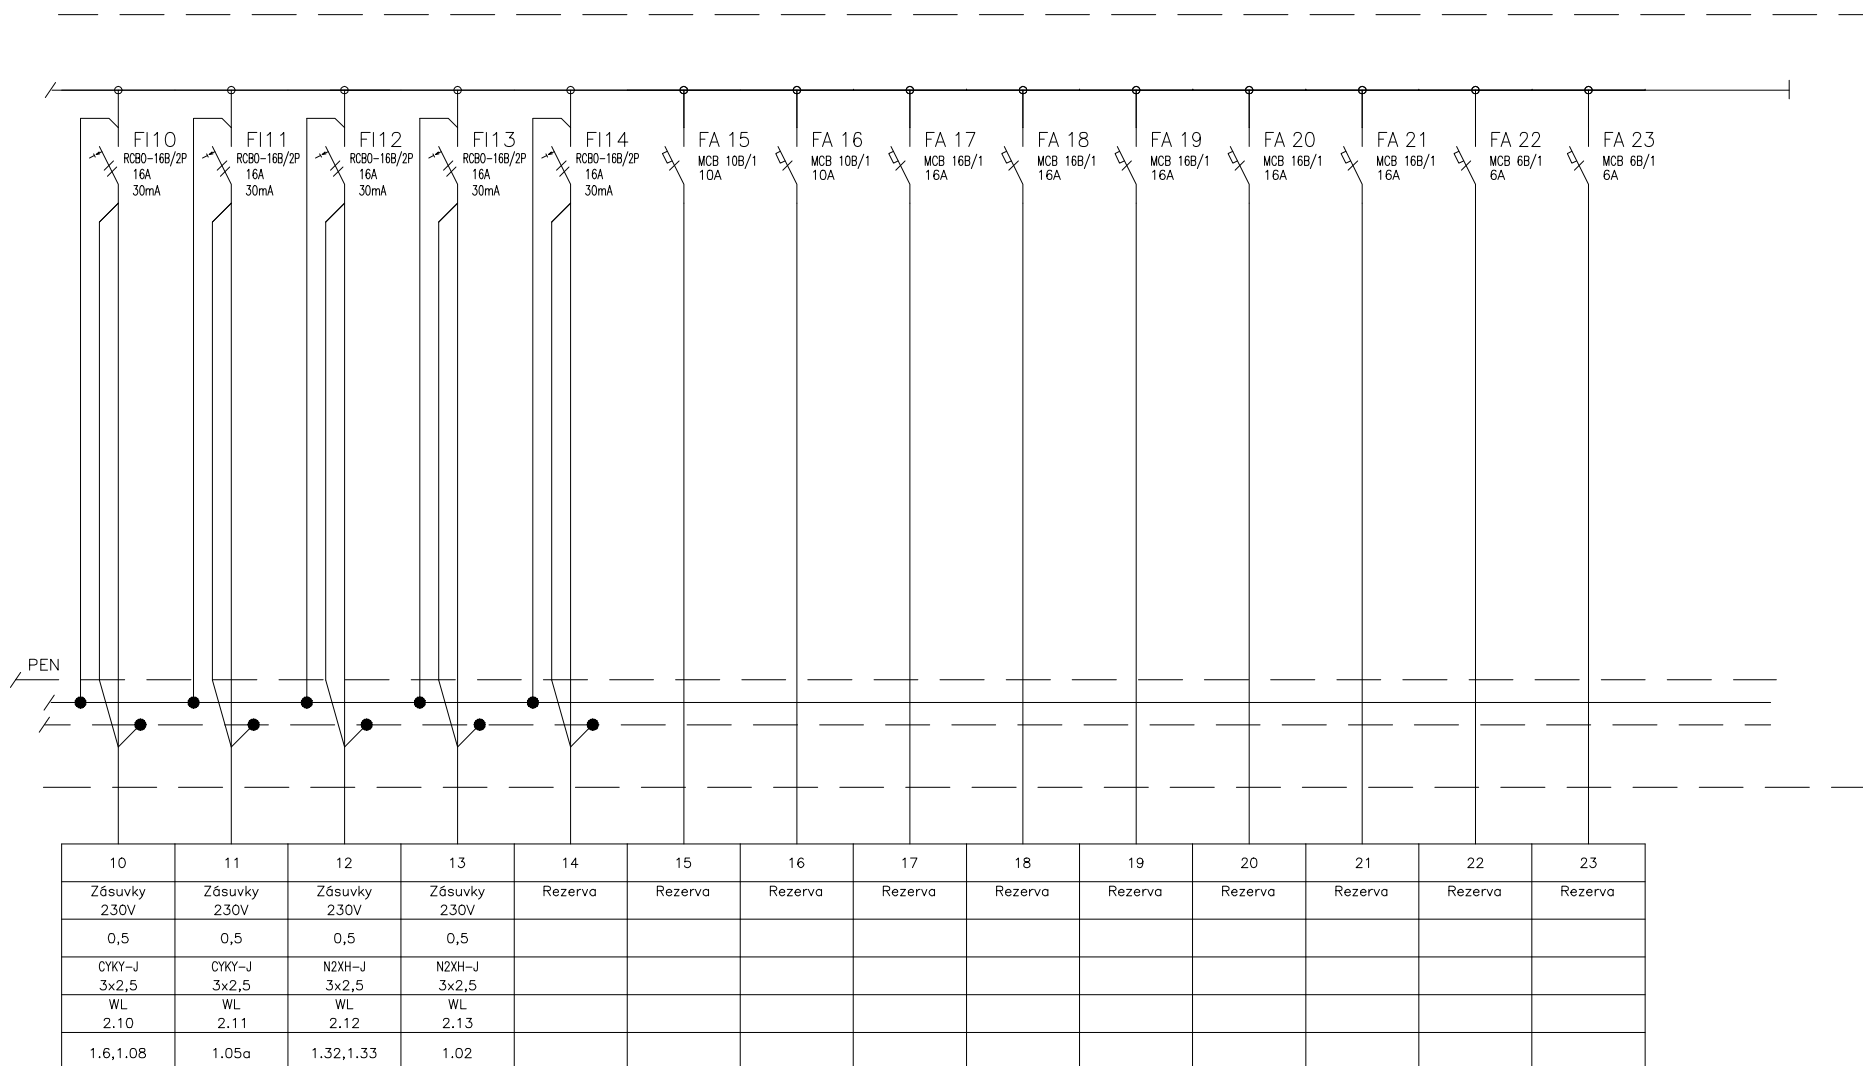 FI10
RCBO-16B/2P
16A
30mA
FI11
RCBO-16B/2P
16A
30mA
FI12
RCBO-16B/2P
16A
30mA
FI13
RCBO-16B/2P
16A
30mA
FI14
RCBO-16B/2P
16A
30mA
FA 15
MCB 10B/1
10A
FA 16
MCB 10B/1
10A
FA 17
MCB 16B/1
16A
FA 18
MCB 16B/1
16A
FA 19
MCB 16B/1
16A
FA 20
MCB 16B/1
16A
FA 21
MCB 16B/1
16A
FA 22
MCB 6B/1
6A
FA 23
MCB 6B/1
6A
PEN
10 11 12 13 14 15 16 17 18 19 20 21 22 23
Zásuvky Zásuvky Zásuvky Zásuvky Rezerva Rezerva Rezerva Rezerva Rezerva Rezerva Rezerva Rezerva Rezerva Rezerva
230V 230V 230V 230V
0,5 0,5 0,5 0,5
CYKY-J CYKY-J N2XH-J N2XH-J
3x2,5 3x2,5 3x2,5 3x2,5
WL WL WL WL
2.10 2.11 2.12 2.13
1.6,1.08 1.05a 1.32,1.33 1.02